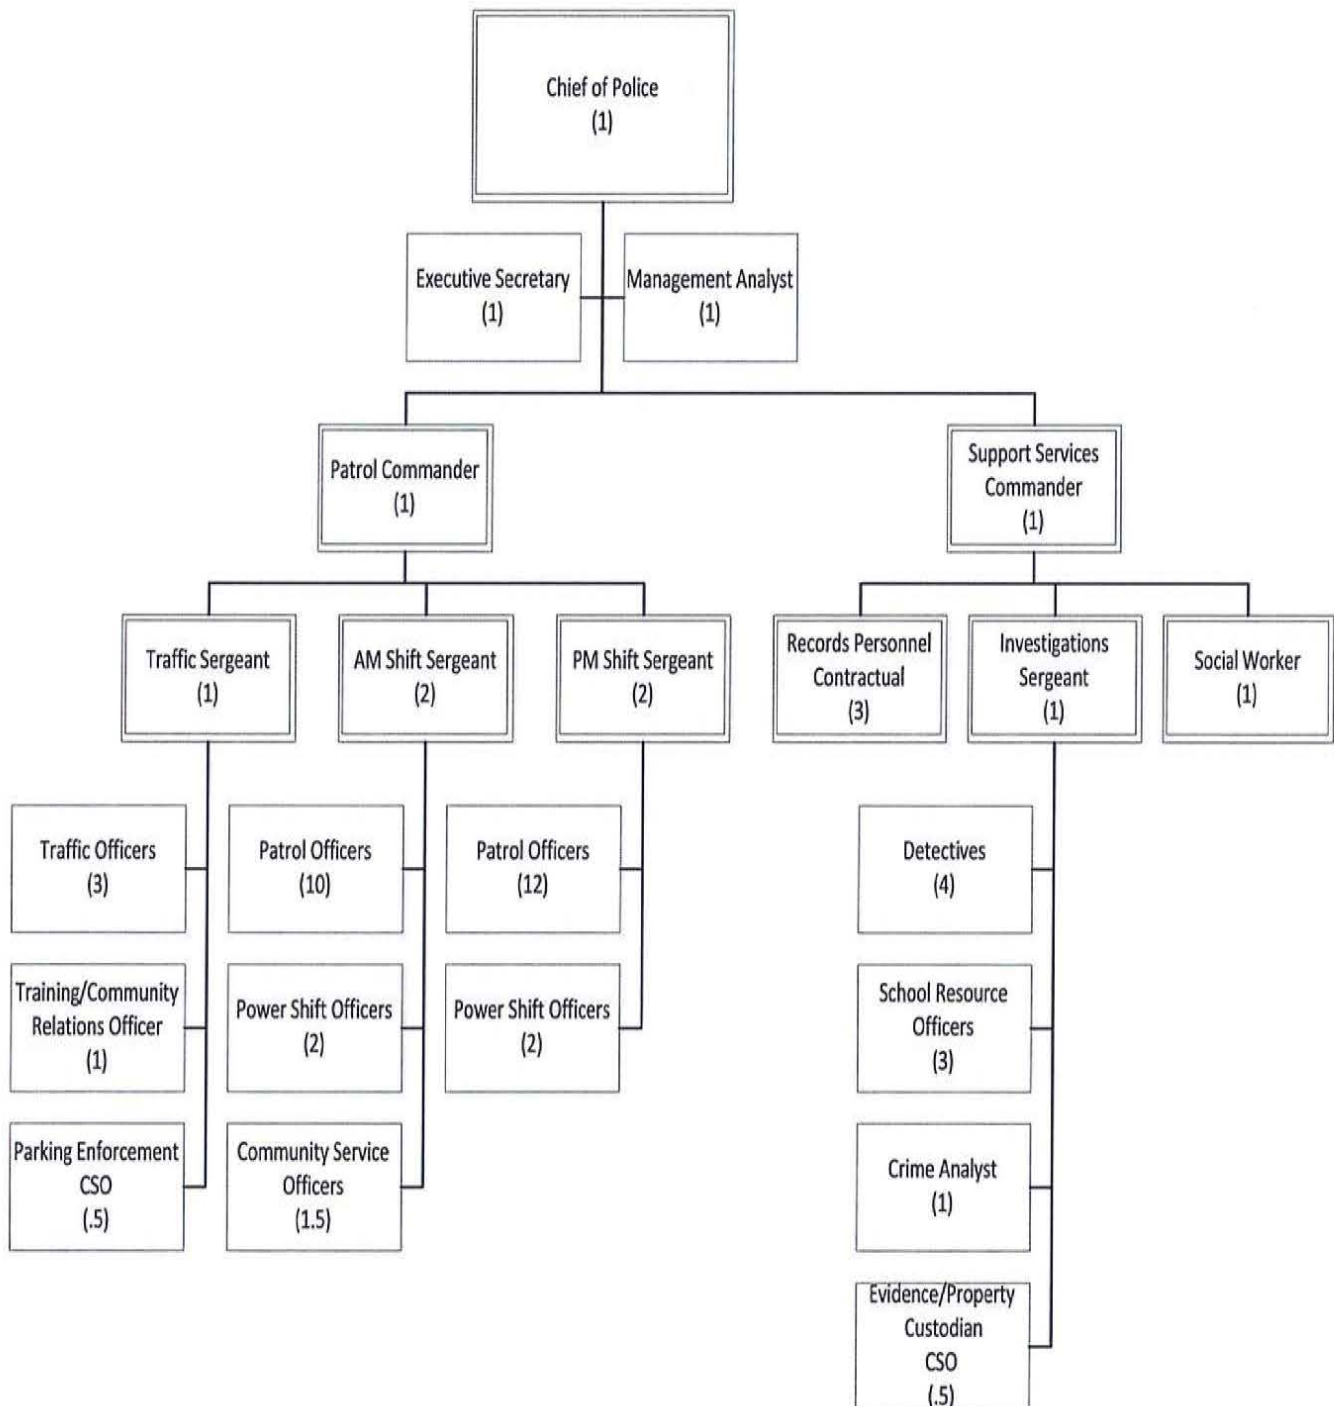 Chief of Police
(1)
Executive Secretary
(1)
Management Analyst
(1)
Patrol Commander
(1)
Support Services
Commander
(1)
Traffic Sergeant
(1)
AM Shift Sergeant
(2)
PM Shift Sergeant
(2)
Records Personnel
Contractual
(3)
Investigations
Sergeant
(1)
Social Worker
(1)
Traffic Officers
(3)
Patrol Officers
(10)
Patrol Officers
(12)
Detectives
(4)
Training/Community
Relations Officer
(1)
Power Shift Officers
(2)
Power Shift Officers
(2)
School Resource
Officers
(3)
Parking Enforcement
CSO
(.5)
Community Service
Officers
(1.5)
Crime Analyst
(1)
Evidence/Property
Custodian
CSO
(.5)